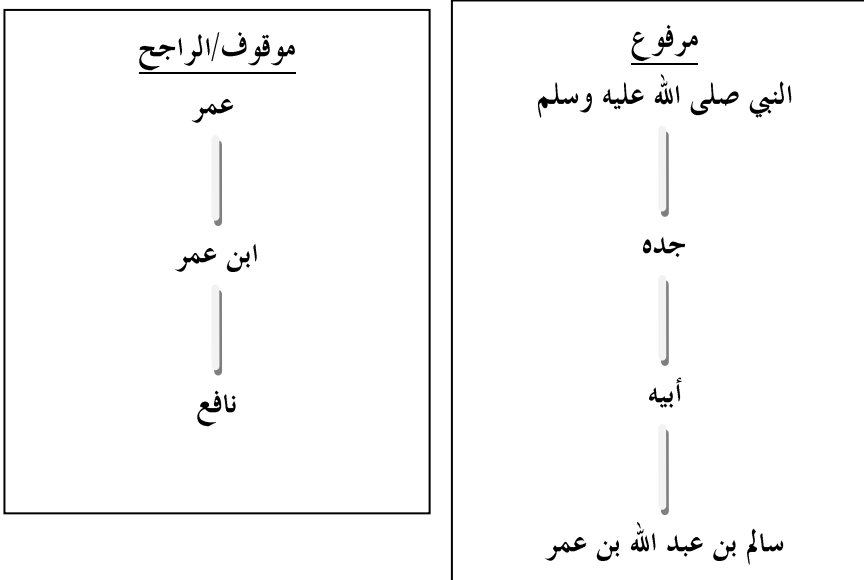 مرفوع
النبي صلى الله عليه وسلم
جده
أبيه
سالم بن عبد الله بن عمر
موقوف/الراجح
عمر
ابن عمر
نافع